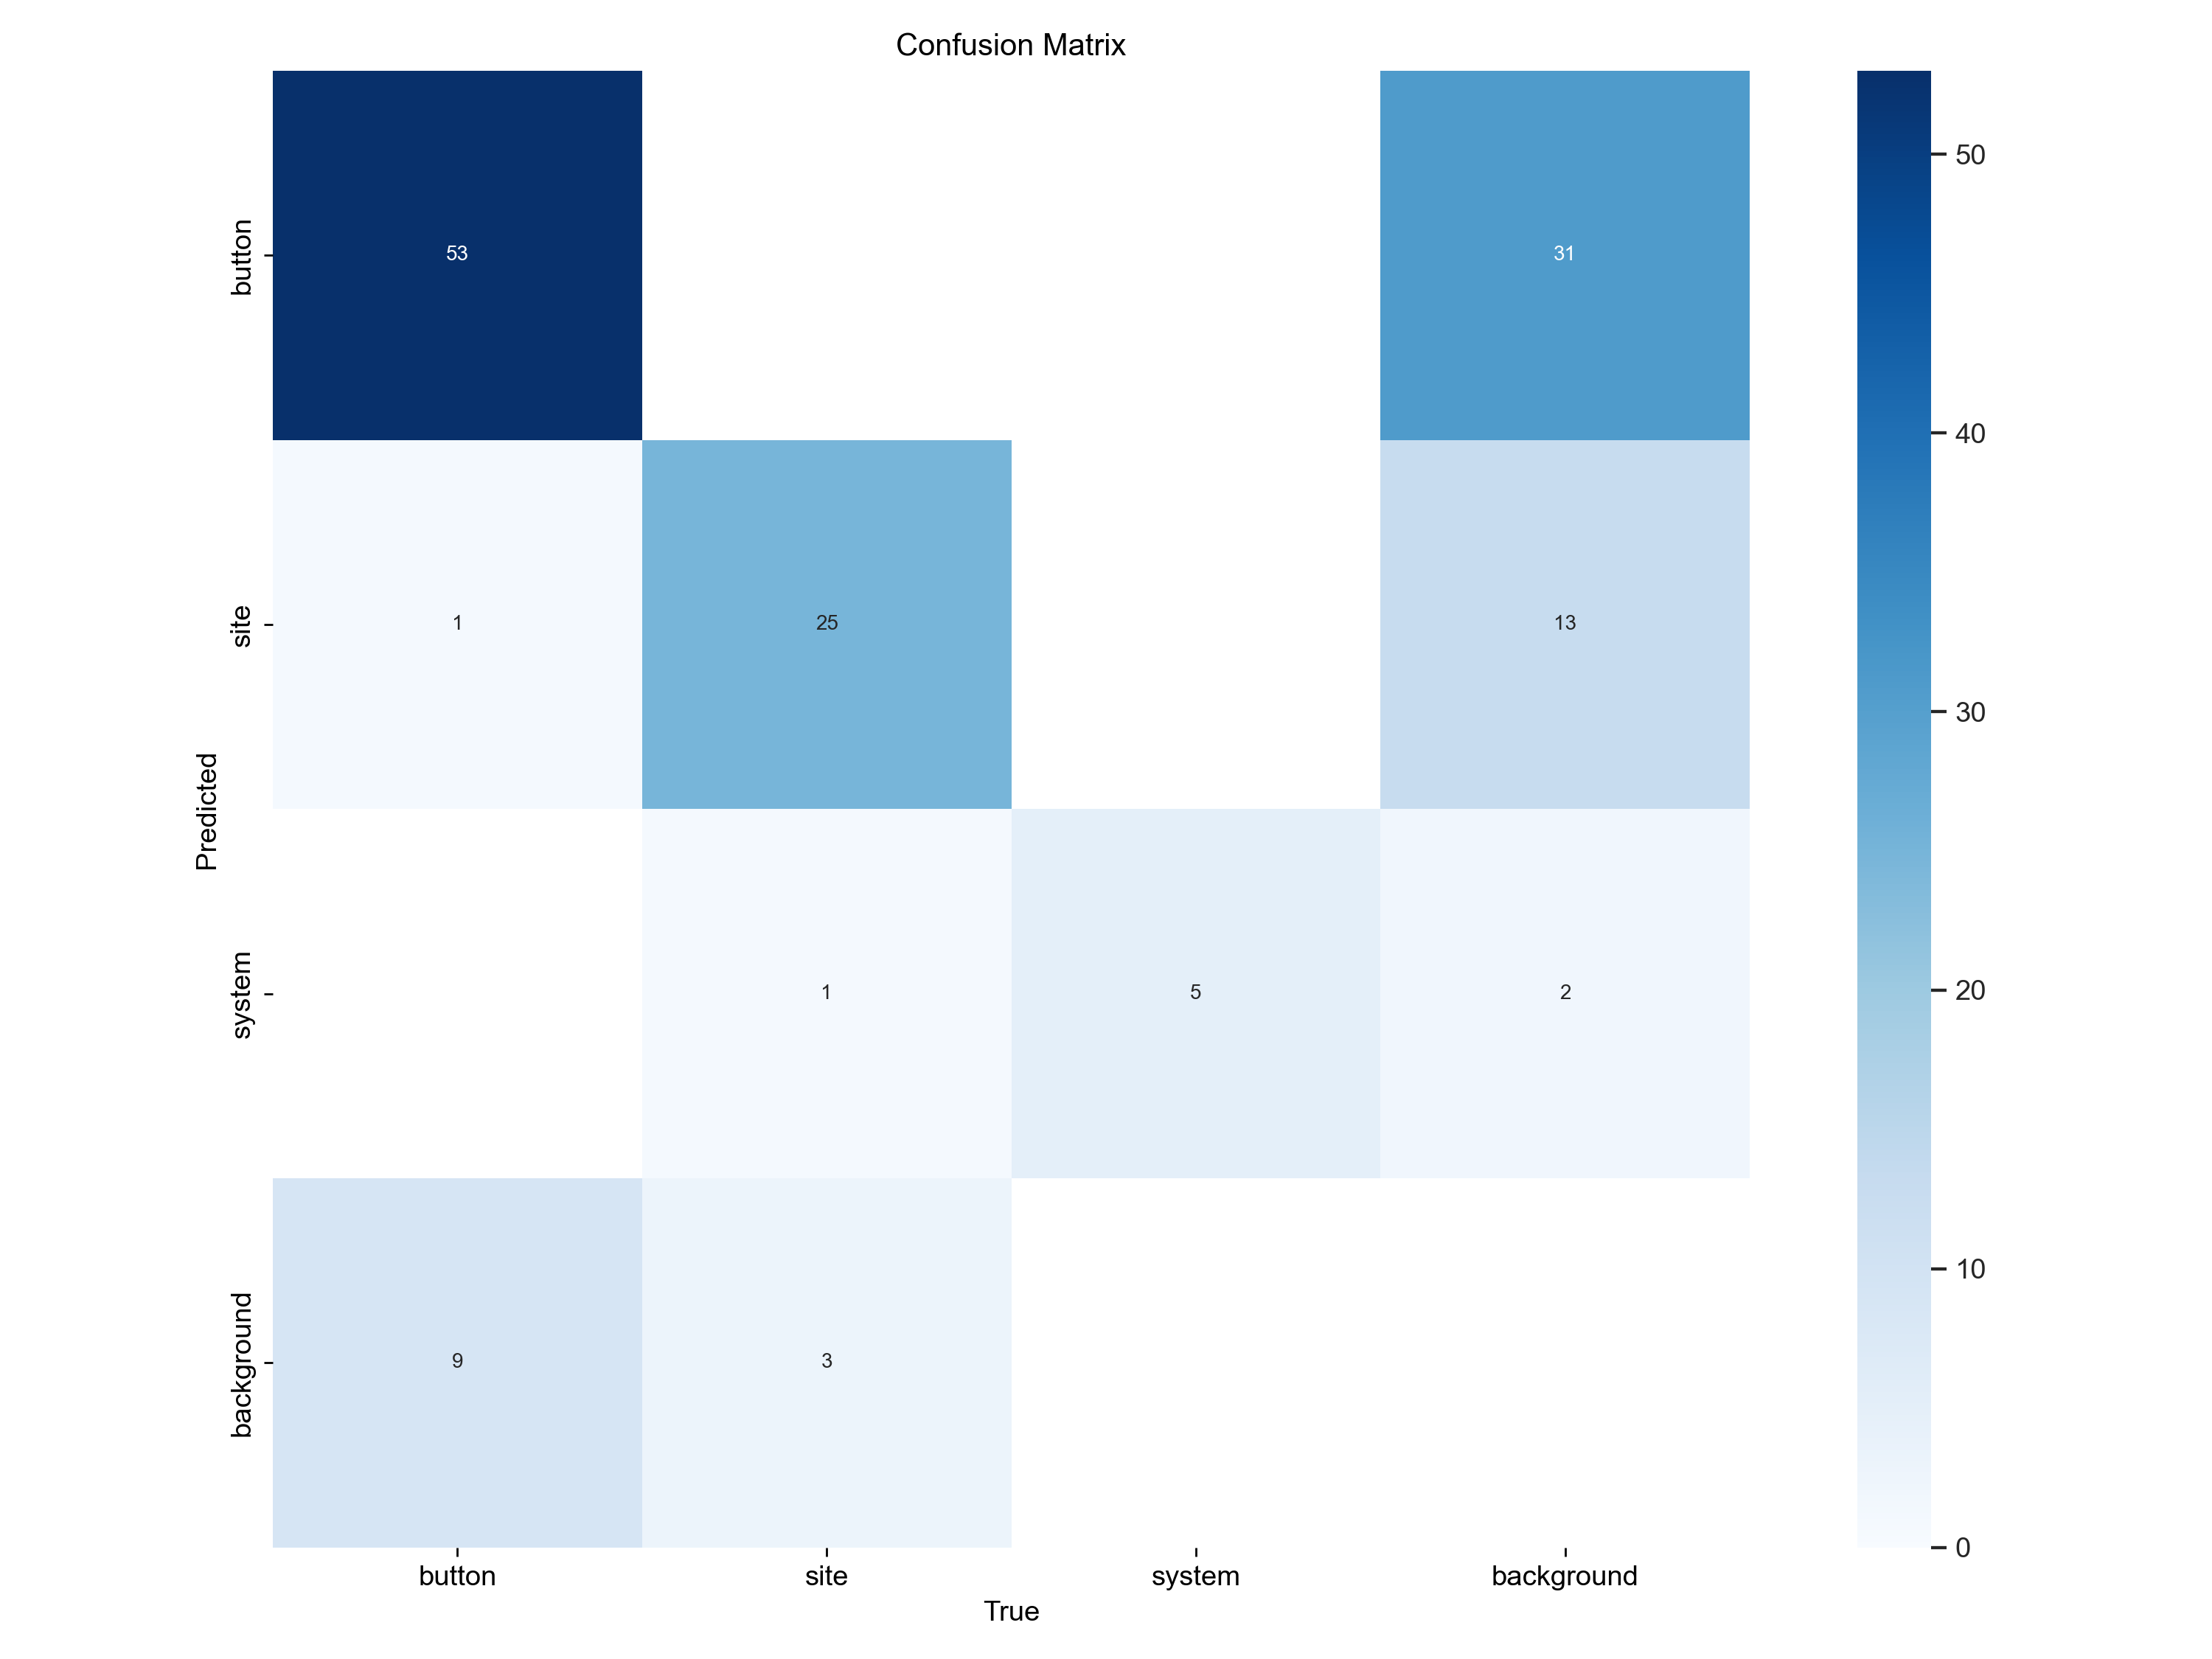 Confusion Matrix
button
53
31
50
40
site
1
25
13
30
Predicted
system
1
5
2
20
background
9
3
10
0
button
site
system
background
True